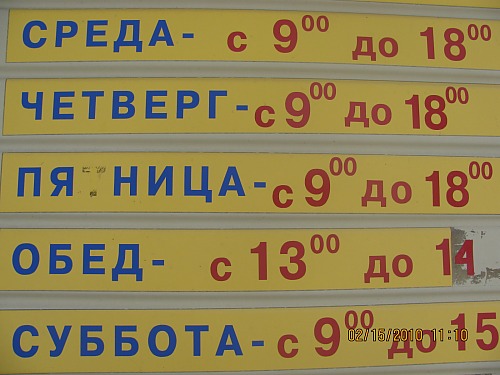 СРЕДА- с 9⁰⁰ до 18⁰⁰
ЧЕТВЕРГ- с 9⁰⁰ до 18⁰⁰
ПЯ НИЦА- с 9⁰⁰ до 18⁰⁰
ОБЕД- с 13⁰⁰ до 14
СУББОТА- с 9⁰⁰ до 15
02/15/2010 11:10